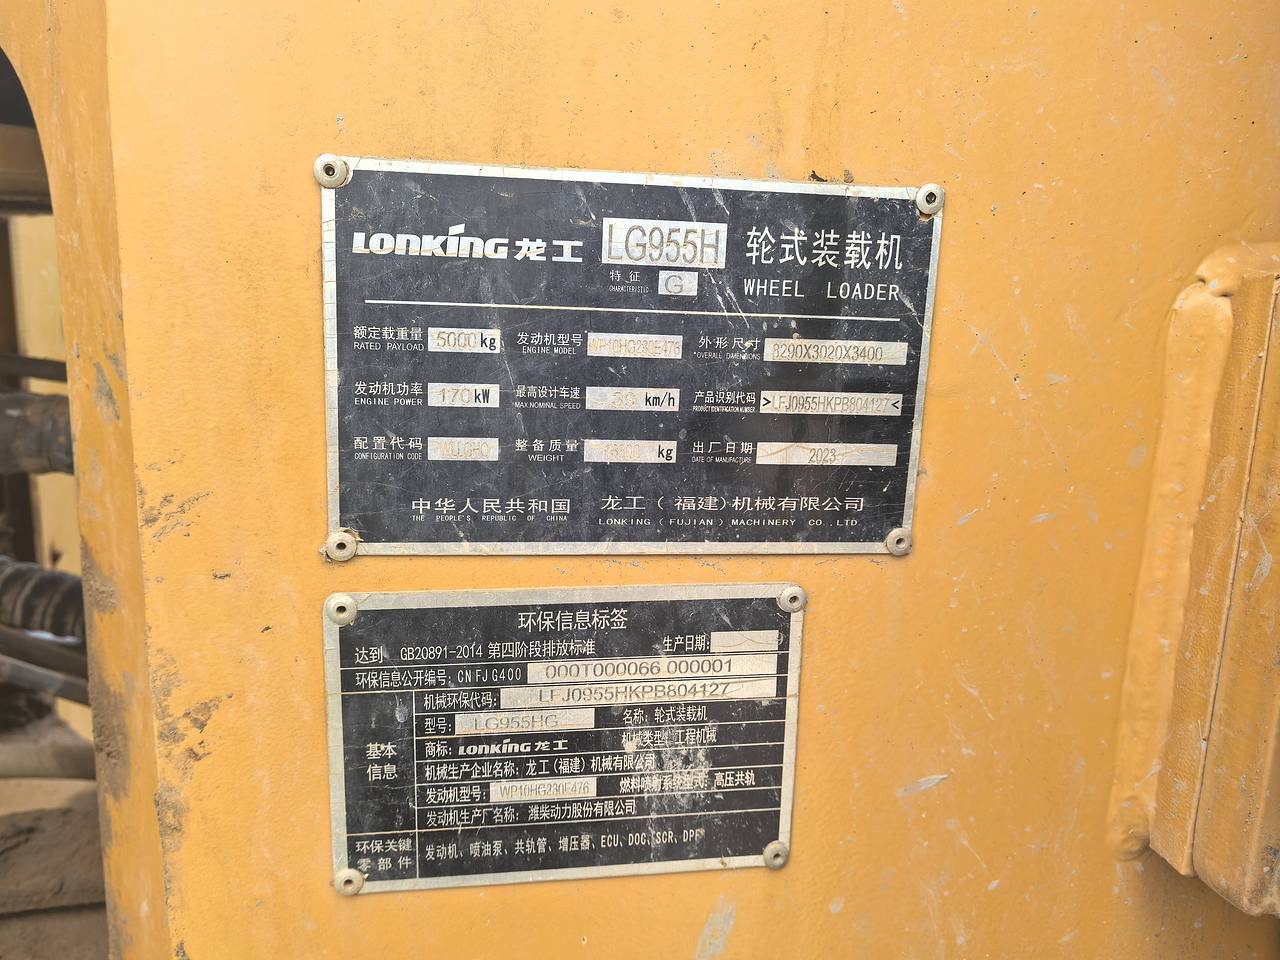 LONKING 龙工 LG955H 轮式装载机
特征 G
CHARACTERISTIC
WHEEL LOADER
额定载重量 5000 kg 发动机型号 WP10HG230E476 外形尺寸 8290X3020X3400
RATED PAYLOAD ENGINE MODEL OVERALL DIMENSIONS
发动机功率 170 kW 最高设计车速 km/h 产品识别代码 >LFJ0955HKPB804127<
ENGINE POWER MAX.NOMINAL SPEED PRODUCT IDENTIFICATION NUMBER
配置代码 整备质量 kg 出厂日期 2023
CONFIGURATION CODE WEIGHT DATE OF MANUFACTURE
中华人民共和国 龙工(福建)机械有限公司
THE PEOPLE'S REPUBLIC OF CHINA LONKING (FUJIAN) MACHINERY CO.,LTD
环保信息标签
达到 GB20891-2014 第四阶段排放标准 生产日期:
环保信息公开编号: CN FJ G400 000T000066 000001
机械环保代码: LFJ0955HKPB804127
型号: LG955HG 名称: 轮式装载机
基本信息
商标: LONKING 龙工 机械类型: 工程机械
机械生产企业名称: 龙工(福建)机械有限公司
发动机型号: WP10HG230E476 燃料喷射系统型式: 高压共轨
发动机生产厂名称: 潍柴动力股份有限公司
环保关键零部件 发动机、喷油泵、共轨管、增压器、ECU、DOC、SCR、DPF